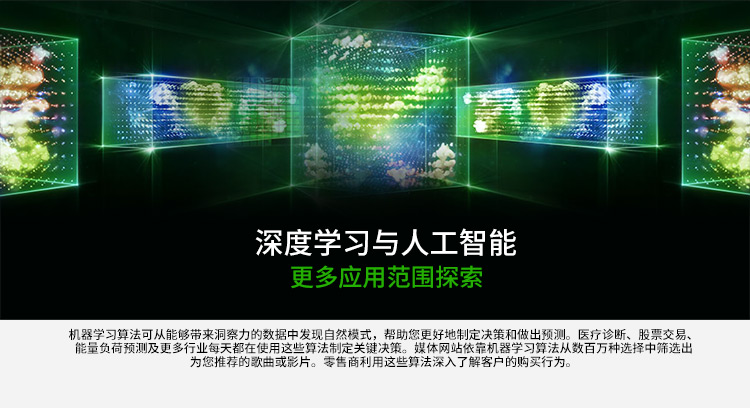 深度学习与人工智能
更多应用范围探索
机器学习算法可从能够带来洞察力的数据中发现自然模式，帮助您更好地制定决策和做出预测。医疗诊断、股票交易、
能量负荷预测及更多行业每天都在使用这些算法制定关键决策。媒体网站依靠机器学习算法从数百万种选择中筛选出
为您推荐的歌曲或影片。零售商利用这些算法深入了解客户的购买行为。